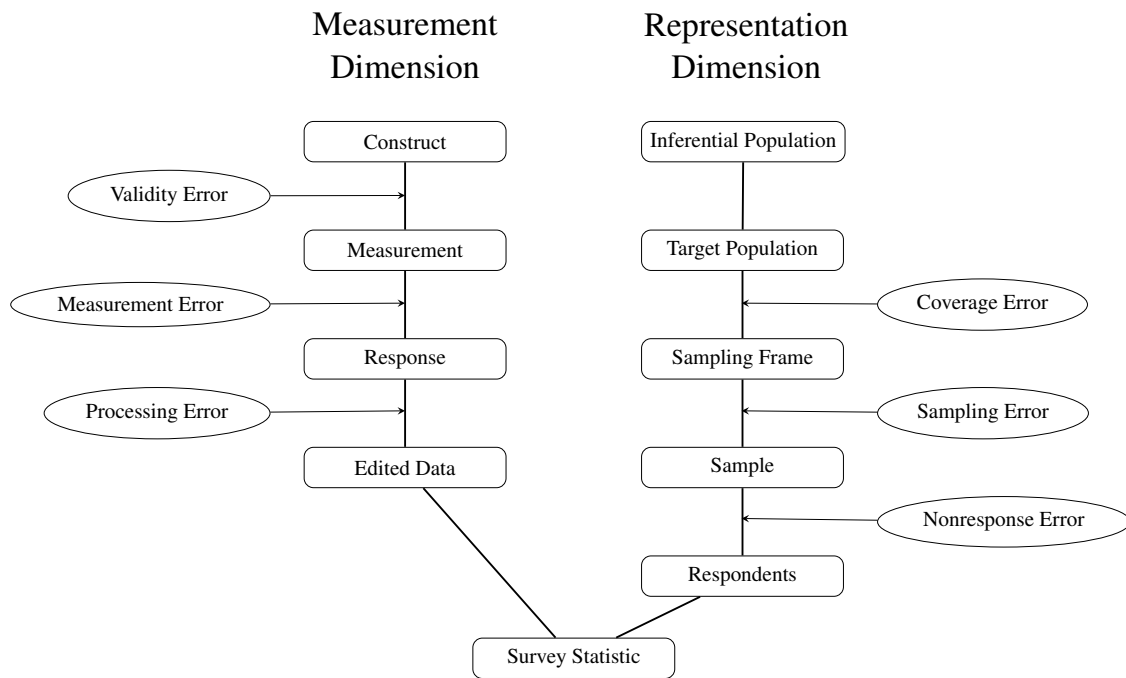 Measurement
Dimension
Representation
Dimension
Construct
Inferential Population
Validity Error
Measurement
Target Population
Measurement Error
Coverage Error
Response
Sampling Frame
Processing Error
Sampling Error
Edited Data
Sample
Nonresponse Error
Respondents
Survey Statistic